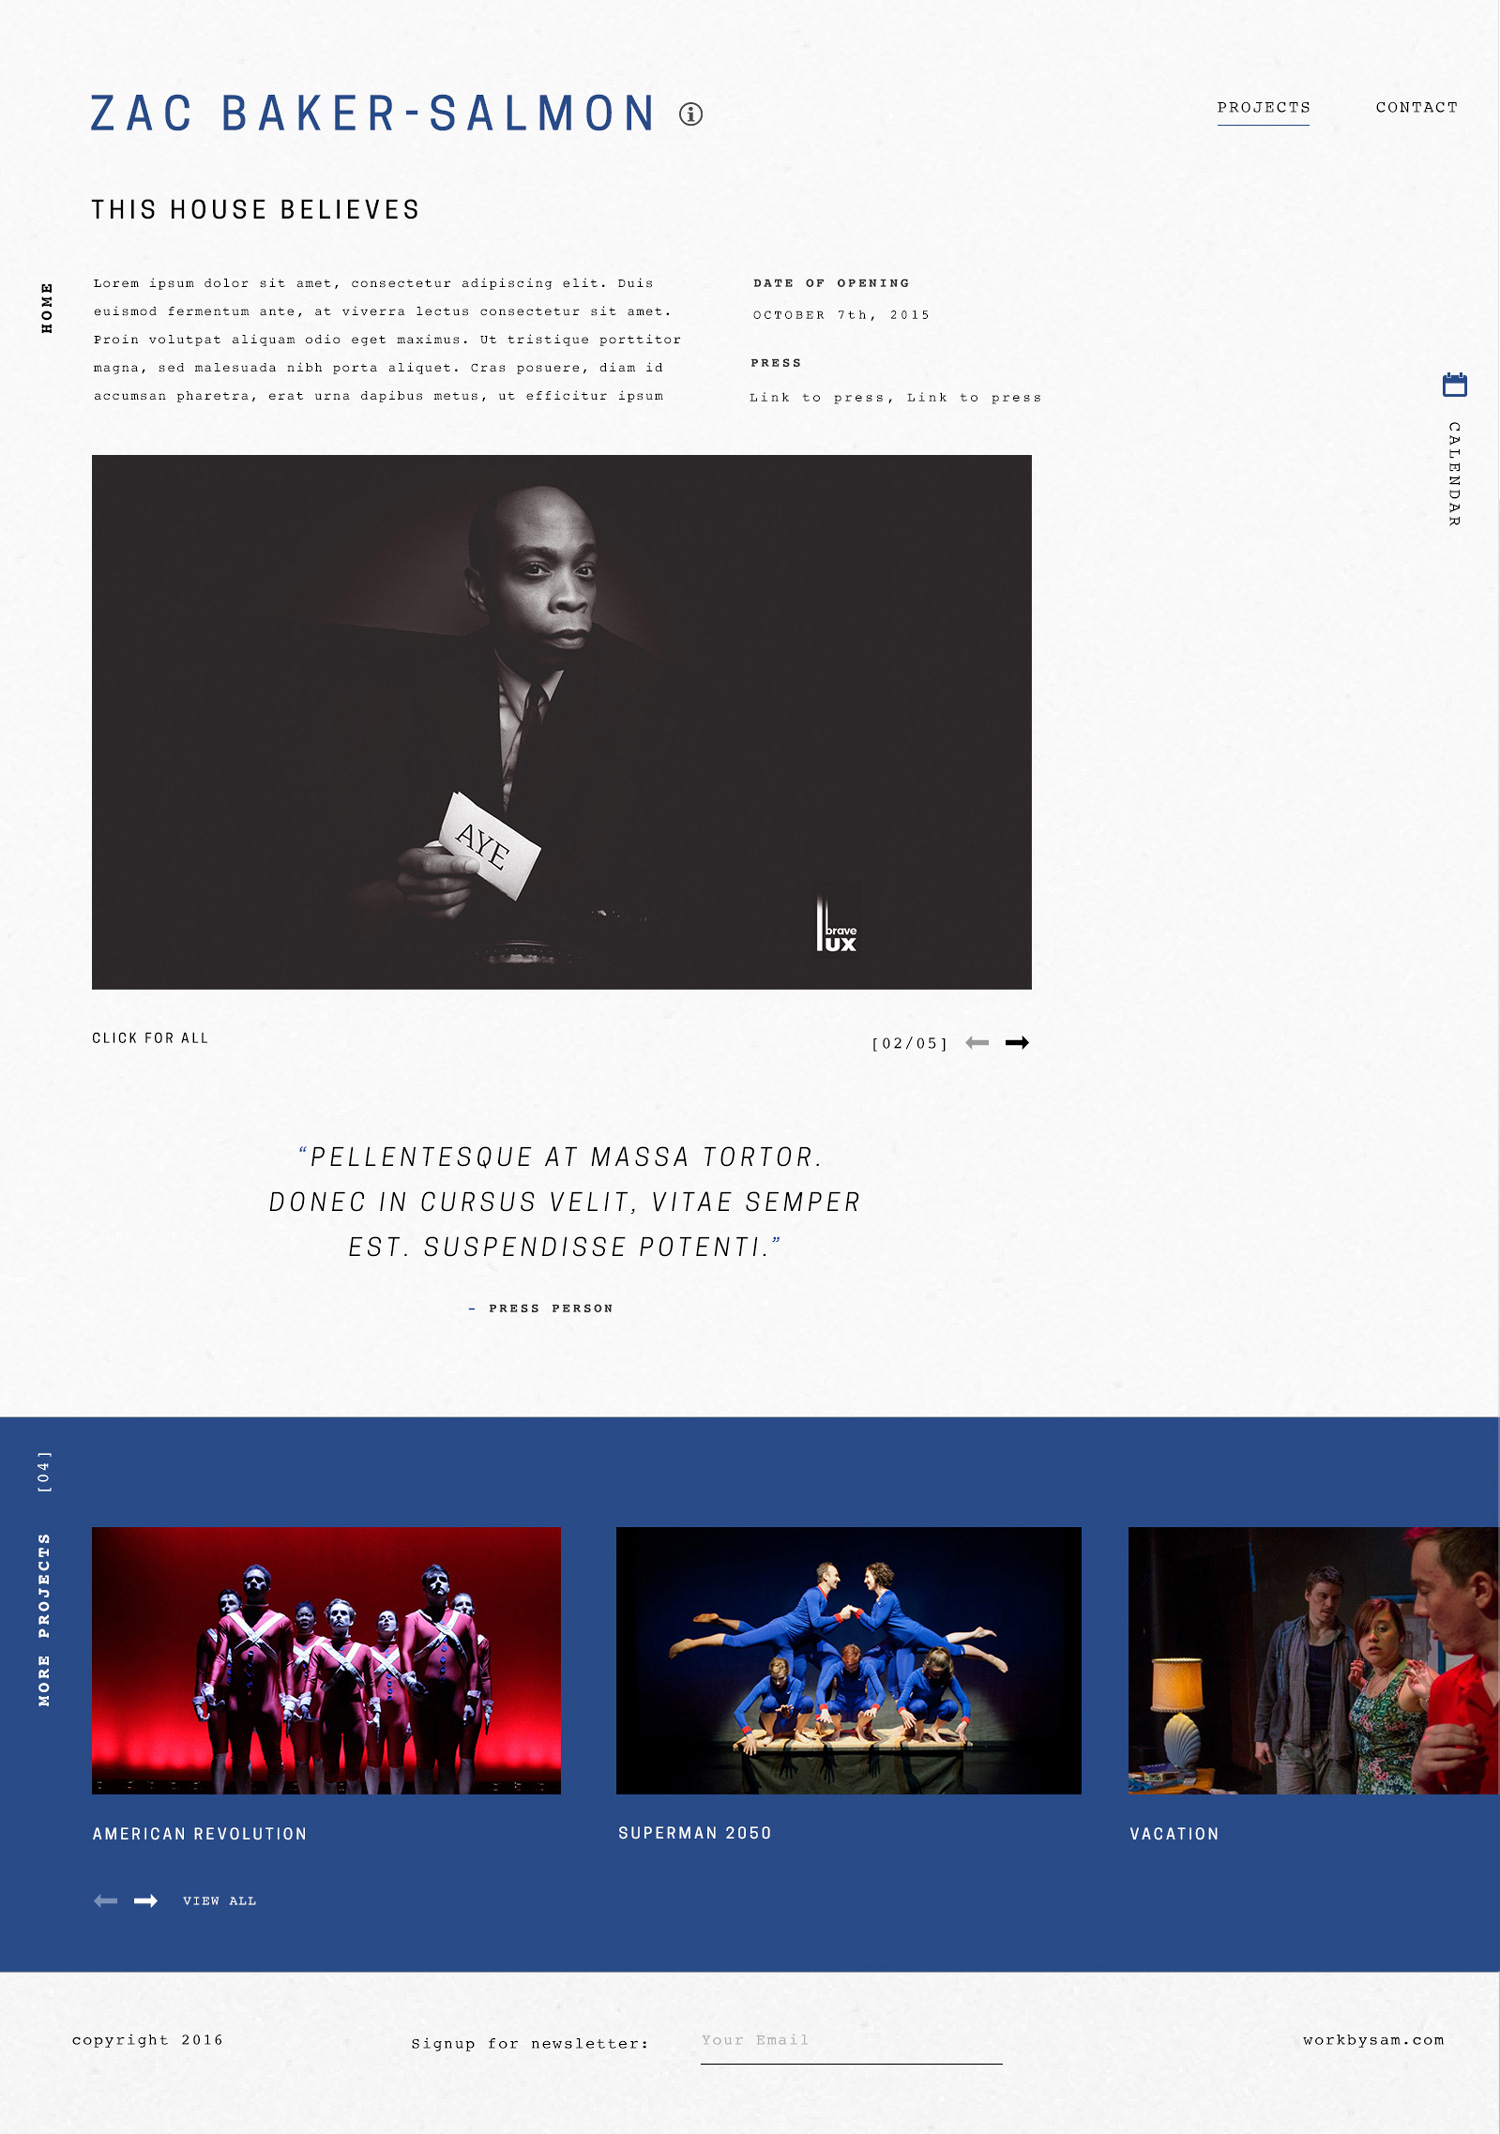 ZAC BAKER-SALMON
PROJECTS
CONTACT
THIS HOUSE BELIEVES
HOME
Lorem ipsum dolor sit amet, consectetur adipiscing elit. Duis
euismod fermentum ante, at viverra lectus consectetur sit amet.
Proin volutpat aliquam odio eget maximus. Ut tristique porttitor
magna, sed malesuada nibh porta aliquet. Cras posuere, diam id
accumsan pharetra, erat urna dapibus metus, ut efficitur ipsum
DATE OF OPENING
OCTOBER 7th, 2015
PRESS
Link to press, Link to press
CALENDAR
AYE
brave
lux
CLICK FOR ALL
[02/05]
“PELLENTESQUE AT MASSA TORTOR.
DONEC IN CURSUS VELIT, VITAE SEMPER
EST. SUSPENDISSE POTENTI.”
– PRESS PERSON
MORE PROJECTS [04]
AMERICAN REVOLUTION
SUPERMAN 2050
VACATION
VIEW ALL
copyright 2016
Signup for newsletter:
Your Email
workbysam.com